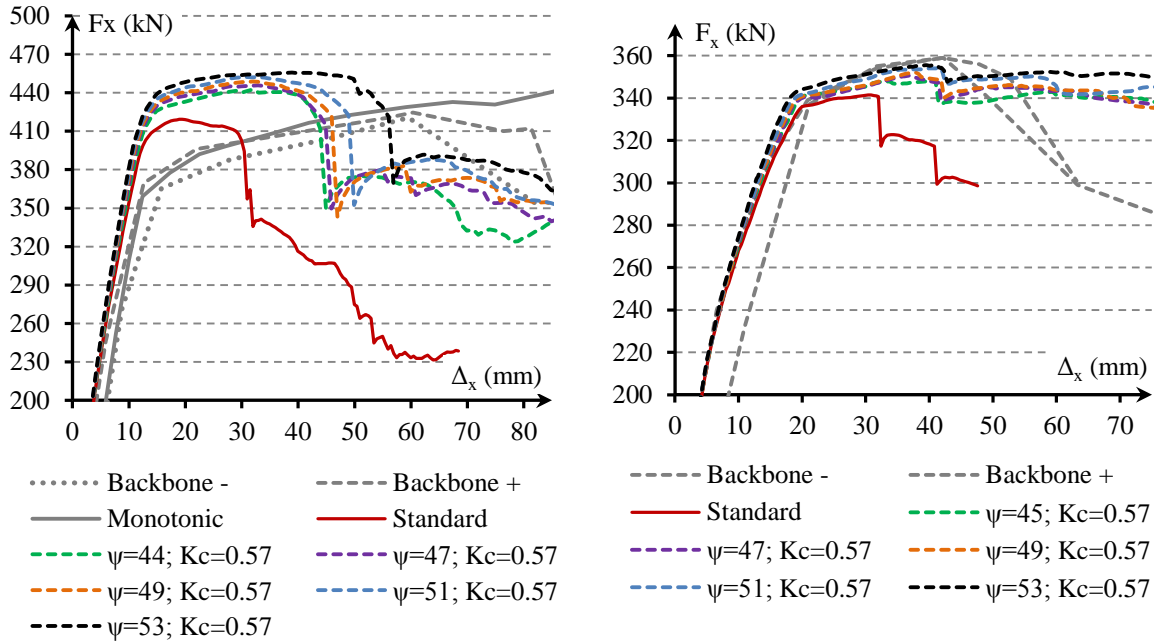 Fx (kN)
500
470
440
410
380
350
320
290
260
230
200
Δx (mm)
0 10 20 30 40 50 60 70 80
Backbone - Backbone +
Monotonic Standard
ψ=44; Kc=0.57 ψ=47; Kc=0.57
ψ=49; Kc=0.57 ψ=51; Kc=0.57
ψ=53; Kc=0.57
Fx (kN)
360
340
320
300
280
260
240
220
200
Δx (mm)
0 10 20 30 40 50 60 70
Backbone - Backbone +
Standard ψ=45; Kc=0.57
ψ=47; Kc=0.57 ψ=49; Kc=0.57
ψ=51; Kc=0.57 ψ=53; Kc=0.57